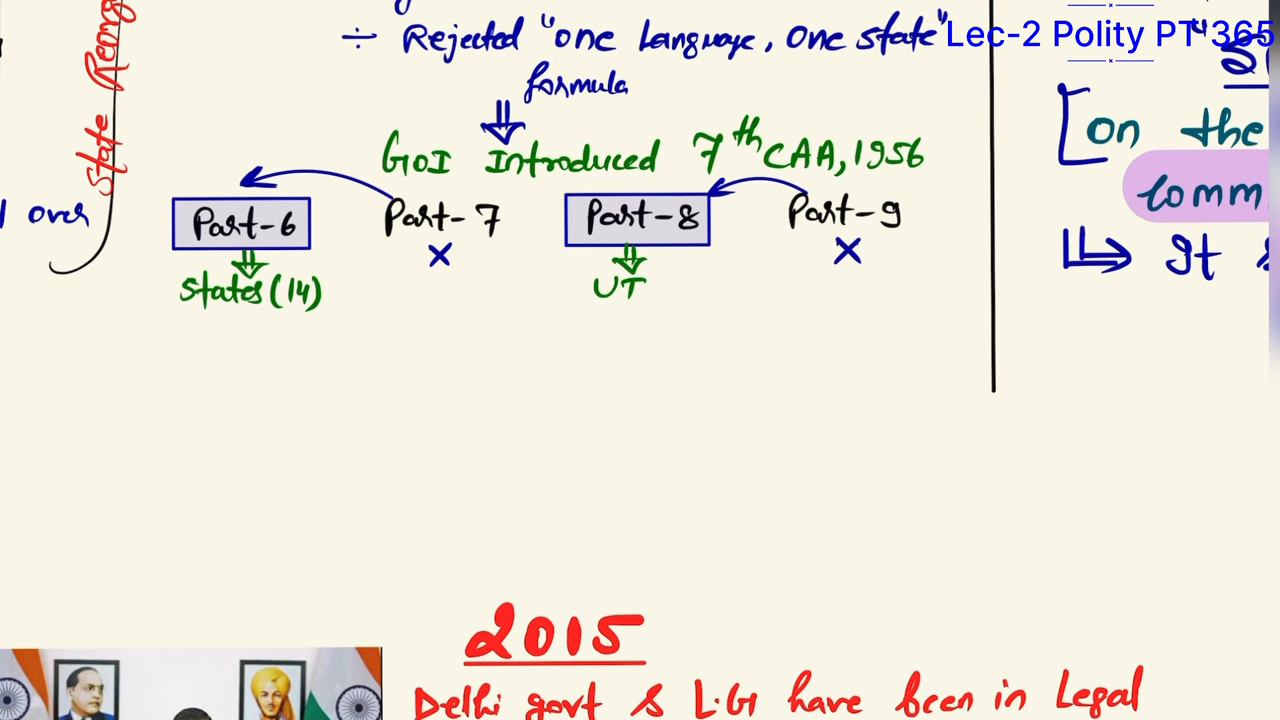 ÷ Rejected "one language, one state"
formula
Lec-2 Polity PT 365
⇓
GoI Introduced 7th CAA, 1956
Part-6 Part-7 Part-8 Part-9
× ×
States (14) UT
State Reorg
over
on the
comm
↳ It s
2015
Delhi govt & L.G have been in Legal